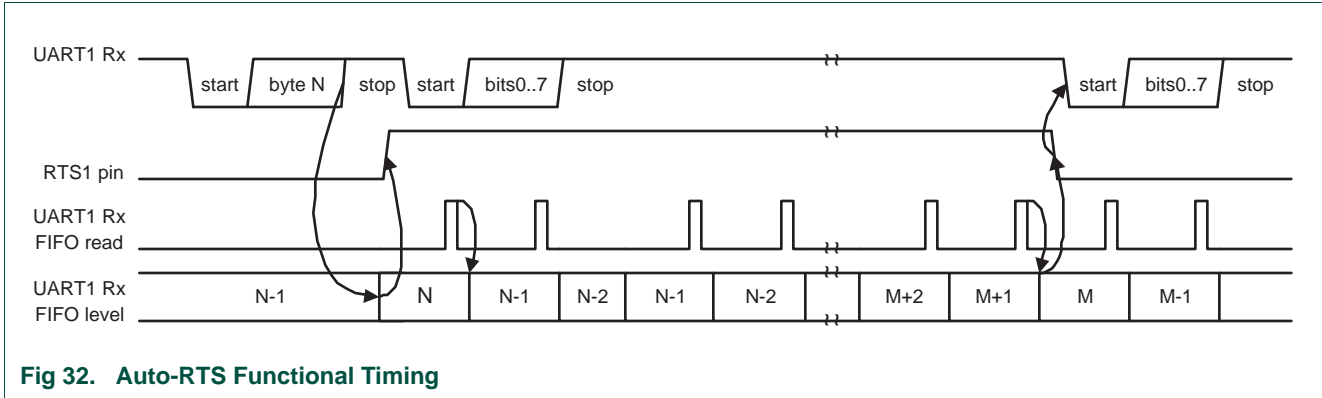 UART1 Rx
start byte N stop start bits0..7 stop start bits0..7 stop
RTS1 pin
UART1 Rx
FIFO read
UART1 Rx
FIFO level
N-1 N N-1 N-2 N-1 N-2 M+2 M+1 M M-1
Fig 32. Auto-RTS Functional Timing